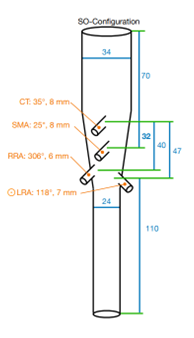 SO-Configuration
34
70
CT: 35°, 8 mm
SMA: 25°, 8 mm
32
40
47
RRA: 306°, 6 mm
LRA: 118°, 7 mm
24
110